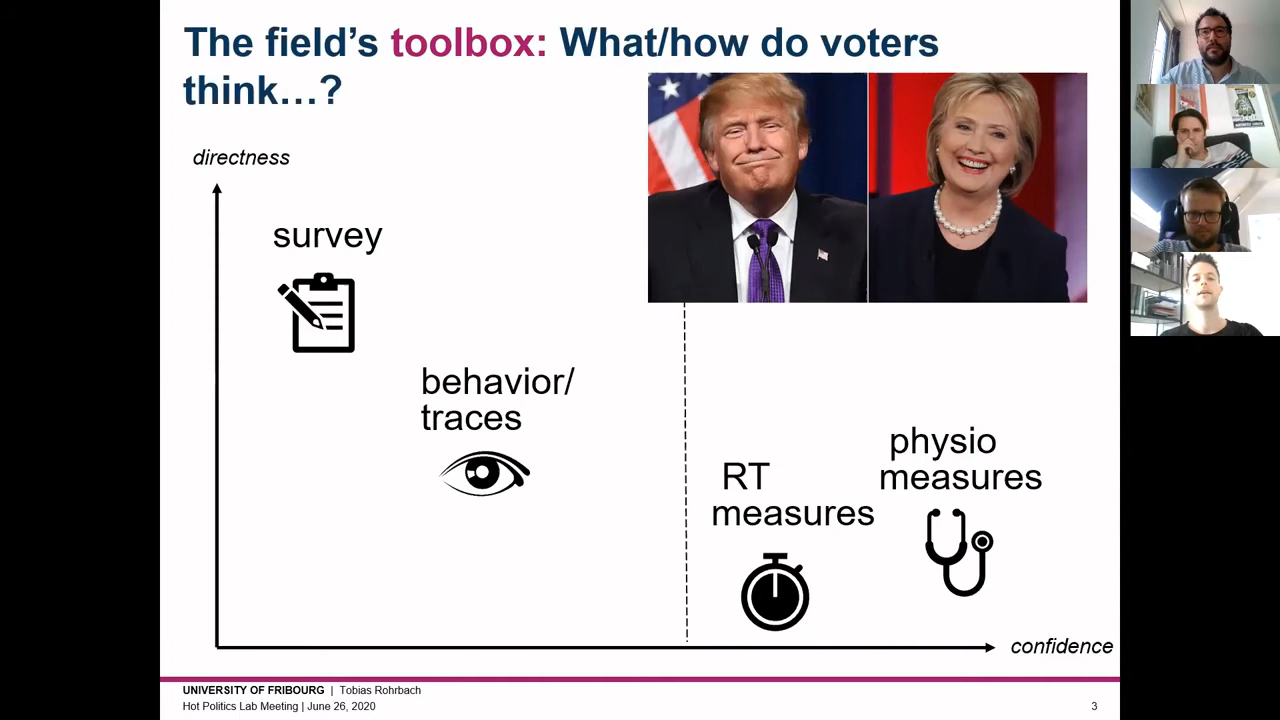 The field's toolbox: What/how do voters
think…?
directness
survey
behavior/
traces
RT
measures
physio
measures
confidence
UNIVERSITY OF FRIBOURG | Tobias Rohrbach
Hot Politics Lab Meeting | June 26, 2020
3